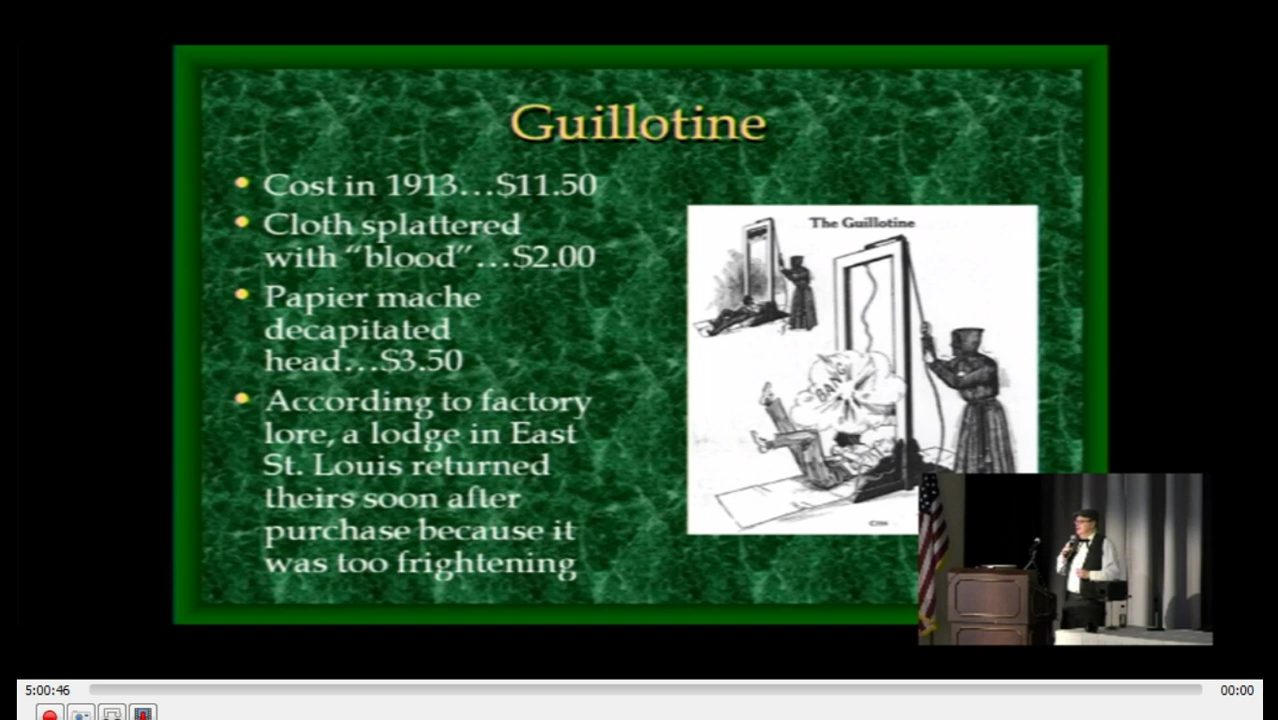 Guillotine
• Cost in 1913...$11.50
• Cloth splattered
with “blood”...$2.00
• Papier mache
decapitated
head...$3.50
• According to factory
lore, a lodge in East
St. Louis returned
theirs soon after
purchase because it
was too frightening
The Guillotine
BANG
5:00:46
00:00